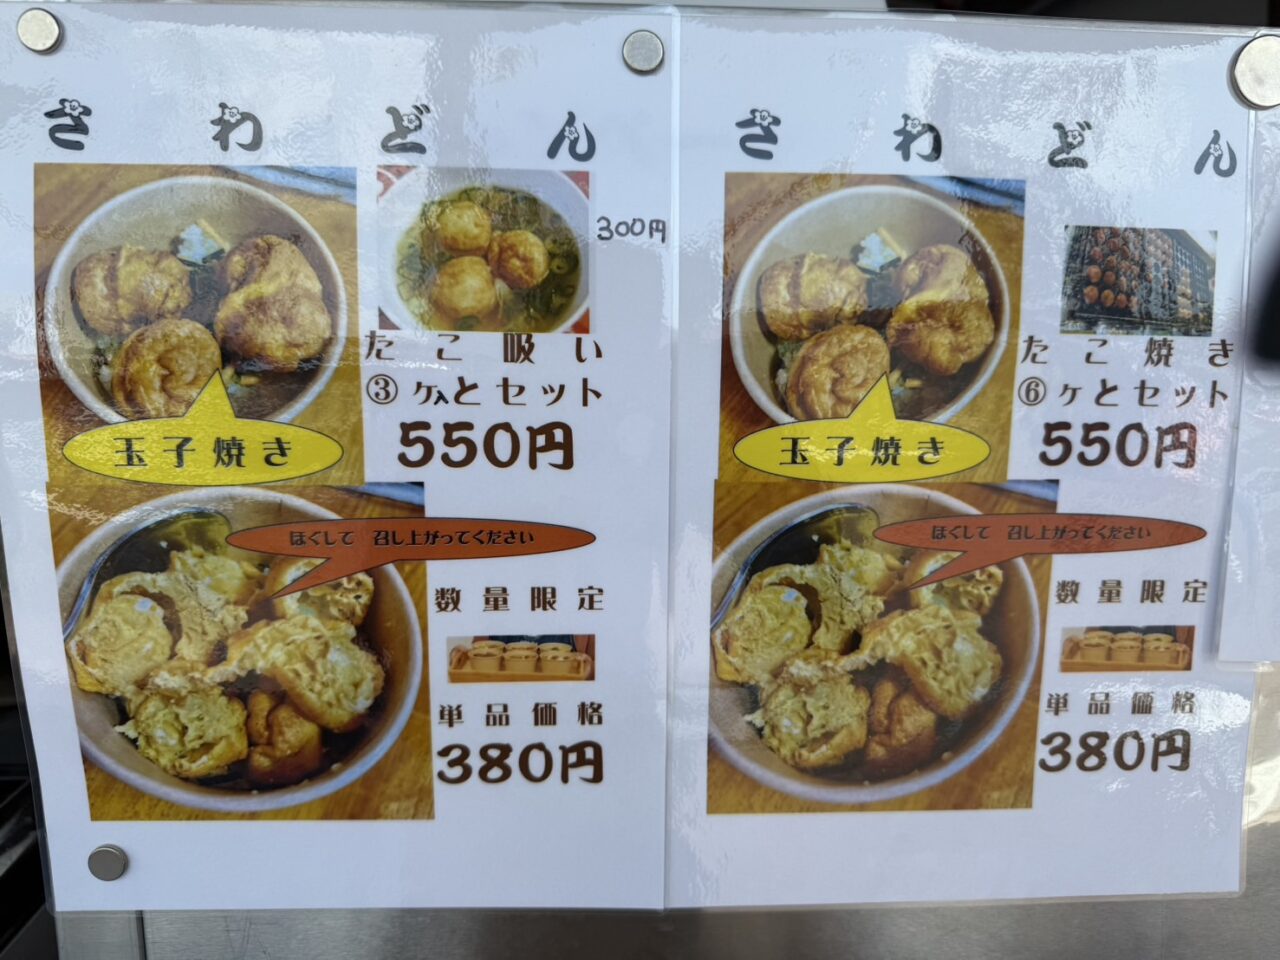 さわどん
300円
たこ吸い
③ケ入とセット
550円
玉子焼き
ほぐして 召し上がってください
数量限定
単品価格
380円
さわどん
たこ焼き
⑥ケとセット
550円
玉子焼き
ほぐして 召し上がってください
数量限定
単品価格
380円